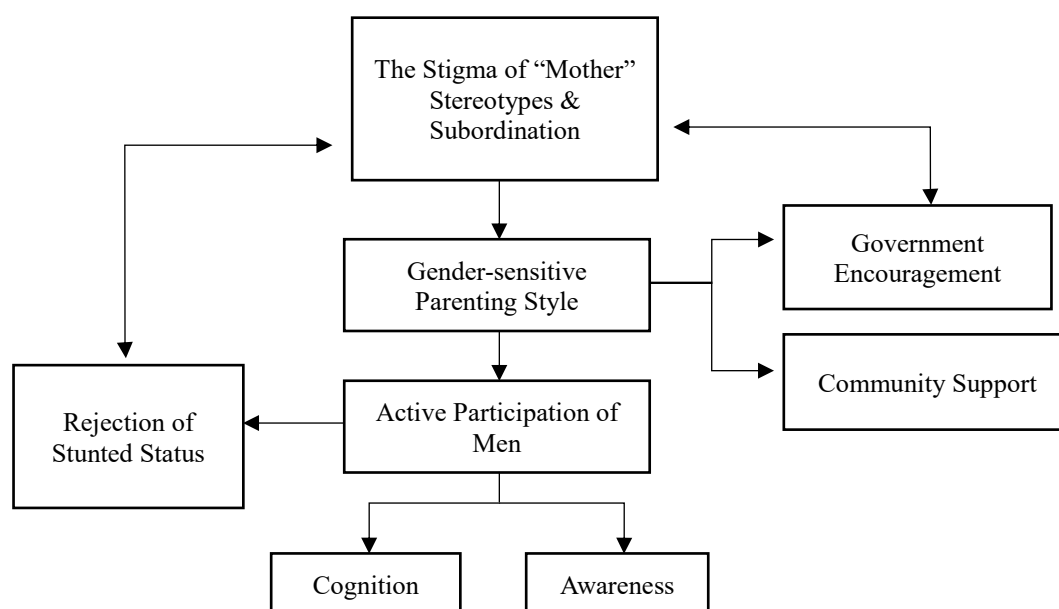 The Stigma of “Mother”
Stereotypes &
Subordination
Government
Encouragement
Gender-sensitive
Parenting Style
Community Support
Active Participation of
Men
Rejection of
Stunted Status
Cognition
Awareness